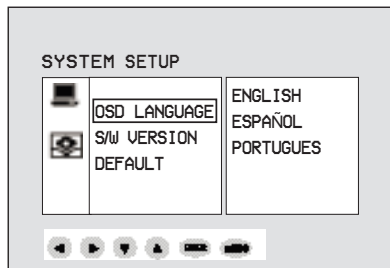 SYSTEM SETUP
OSD LANGUAGE
S/W VERSION
DEFAULT
ENGLISH
ESPAÑOL
PORTUGUES